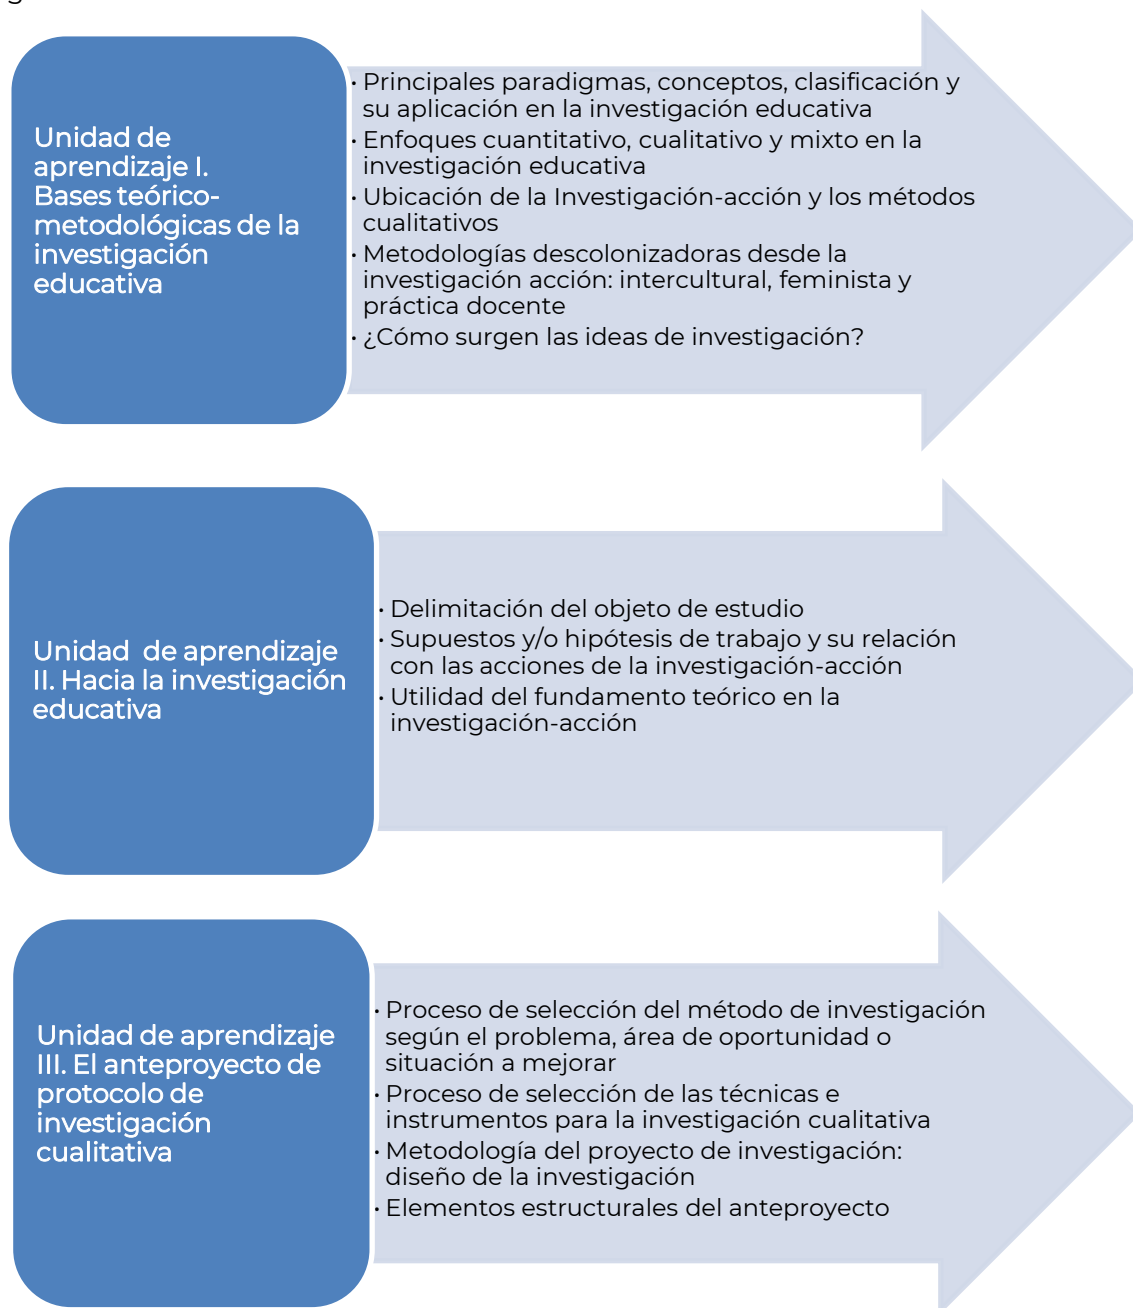 Unidad de
aprendizaje I.
Bases teórico-
metodológicas de la
investigación
educativa
· Principales paradigmas, conceptos, clasificación y
su aplicación en la investigación educativa
· Enfoques cuantitativo, cualitativo y mixto en la
investigación educativa
· Ubicación de la Investigación-acción y los métodos
cualitativos
· Metodologías descolonizadoras desde la
investigación acción: intercultural, feminista y
práctica docente
· ¿Cómo surgen las ideas de investigación?
Unidad de aprendizaje
II. Hacia la investigación
educativa
· Delimitación del objeto de estudio
· Supuestos y/o hipótesis de trabajo y su relación
con las acciones de la investigación-acción
· Utilidad del fundamento teórico en la
investigación-acción
Unidad de aprendizaje
III. El anteproyecto de
protocolo de
investigación
cualitativa
· Proceso de selección del método de investigación
según el problema, área de oportunidad o
situación a mejorar
· Proceso de selección de las técnicas e
instrumentos para la investigación cualitativa
· Metodología del proyecto de investigación:
diseño de la investigación
· Elementos estructurales del anteproyecto